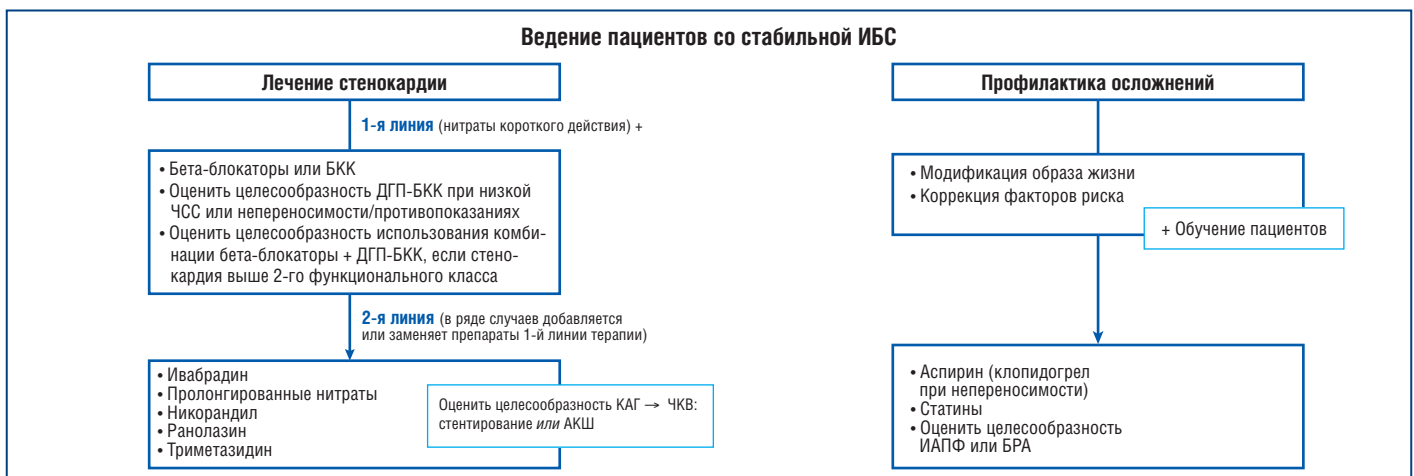 Ведение пациентов со стабильной ИБС
Лечение стенокардии
1-я линия (нитраты короткого действия) +
• Бета-блокаторы или БКК
• Оценить целесообразность ДГП-БКК при низкой
ЧСС или непереносимости/противопоказаниях
• Оценить целесообразность использования комби-
нации бета-блокаторы + ДГП-БКК, если стено-
кардия выше 2-го функционального класса
2-я линия (в ряде случаев добавляется
или заменяет препараты 1-й линии терапии)
• Ивабрадин
• Пролонгированные нитраты
• Никорандил
• Ранолазин
• Триметазидин
Оценить целесообразность КАГ → ЧКВ:
стентирование или АКШ
Профилактика осложнений
• Модификация образа жизни
• Коррекция факторов риска
+ Обучение пациентов
• Аспирин (клопидогрел
при непереносимости)
• Статины
• Оценить целесообразность
ИАПФ или БРА